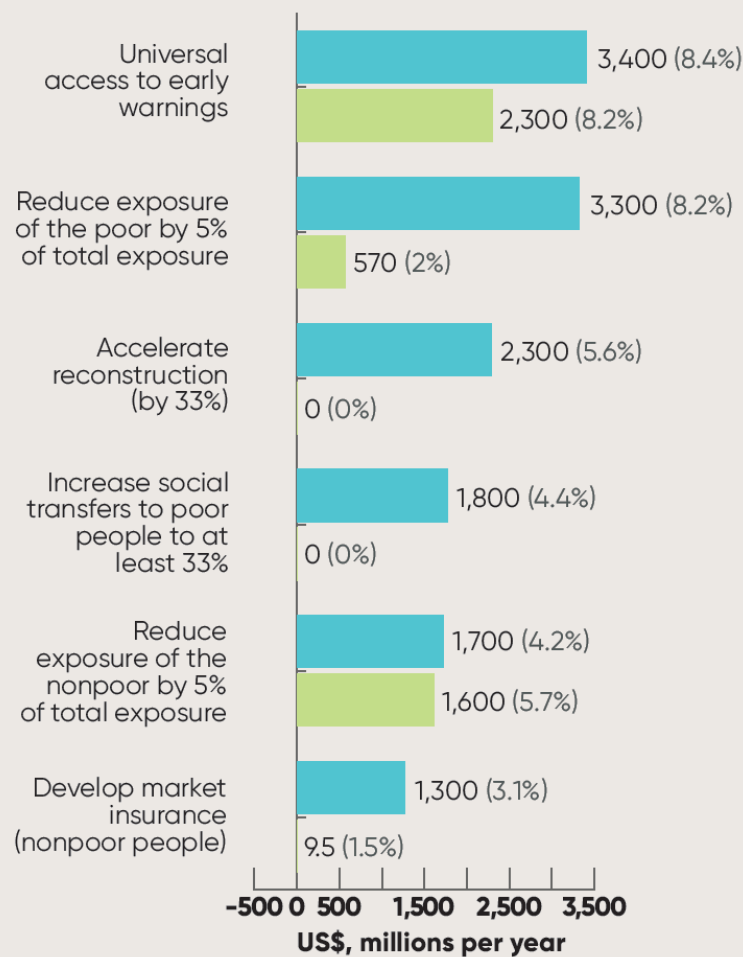 Universal
access to early
warnings
3,400 (8.4%)
2,300 (8.2%)
Reduce exposure
of the poor by 5%
of total exposure
3,300 (8.2%)
570 (2%)
Accelerate
reconstruction
(by 33%)
2,300 (5.6%)
0 (0%)
Increase social
transfers to poor
people to at
least 33%
1,800 (4.4%)
0 (0%)
Reduce
exposure of the
nonpoor by 5%
of total exposure
1,700 (4.2%)
1,600 (5.7%)
Develop market
insurance
(nonpoor people)
1,300 (3.1%)
9.5 (1.5%)
-500 0 500 1,500 2,500 3,500
US$, millions per year